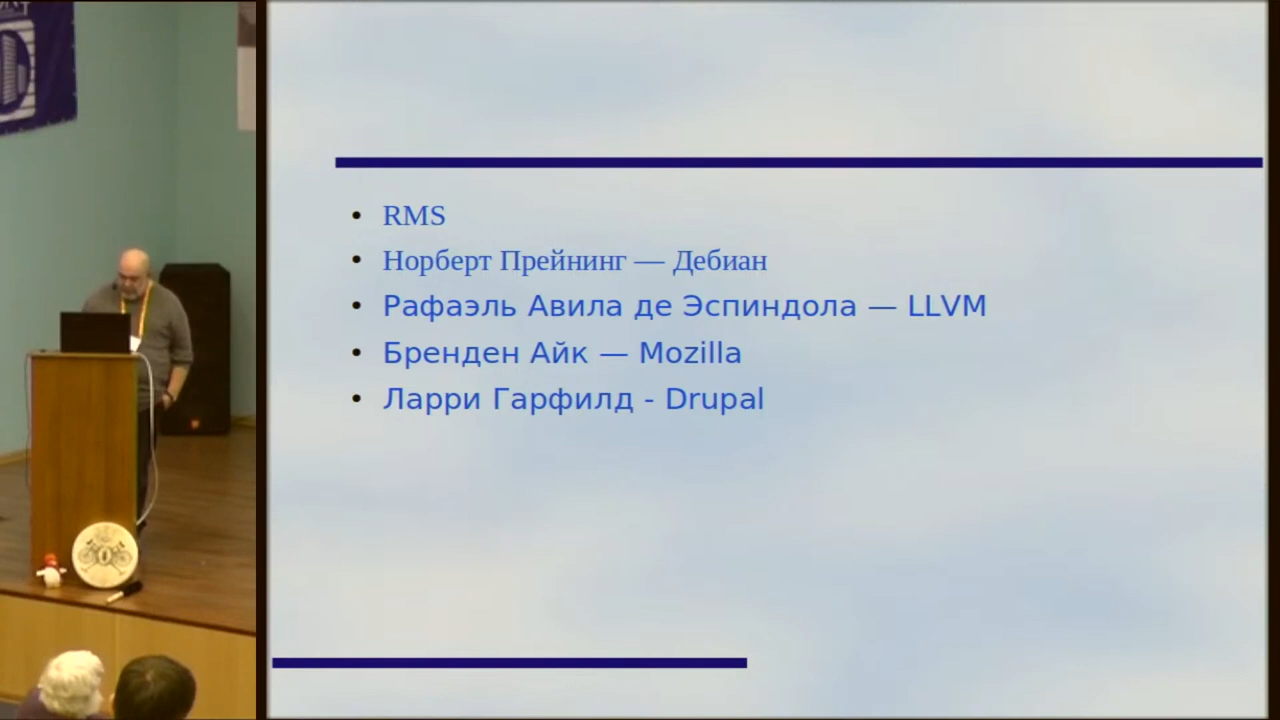 RMS
Норберт Прейнинг — Дебиан
Рафаэль Авила де Эспиндола — LLVM
Бренден Айк — Mozilla
Ларри Гарфилд - Drupal